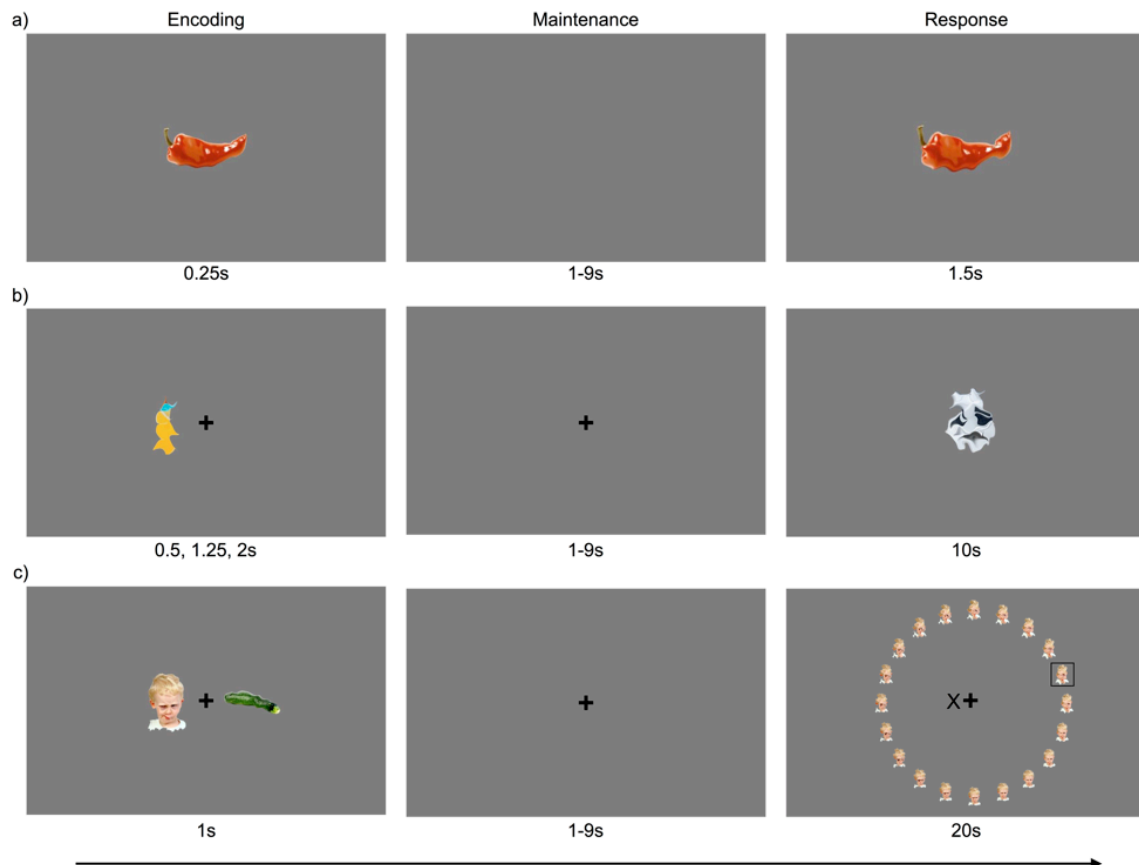 a) Encoding Maintenance Response
0.25s 1-9s 1.5s
b)
0.5, 1.25, 2s 1-9s 10s
c)
X
1s 1-9s 20s